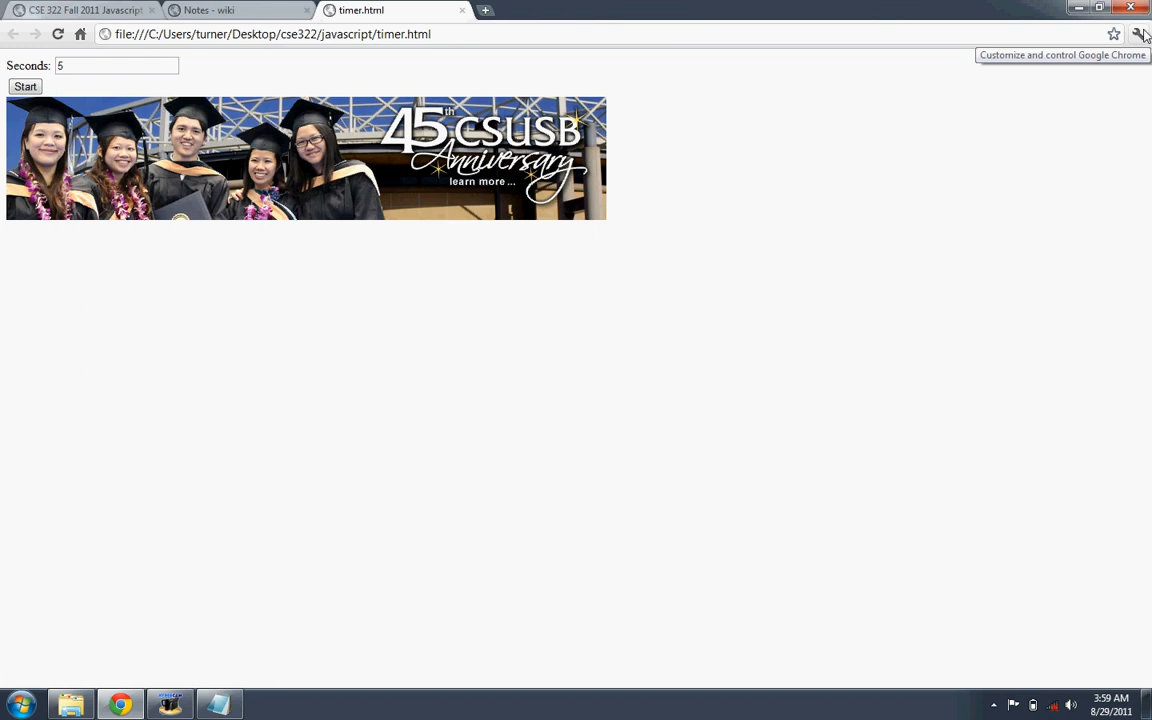 CSE 322 Fall 2011 Javascript
Notes - wiki
timer.html
file:///C:/Users/turner/Desktop/cse322/javascript/timer.html
Customize and control Google Chrome
Seconds: 5
Start
45th CSUSB
Anniversary
learn more ...
3:59 AM
8/29/2011